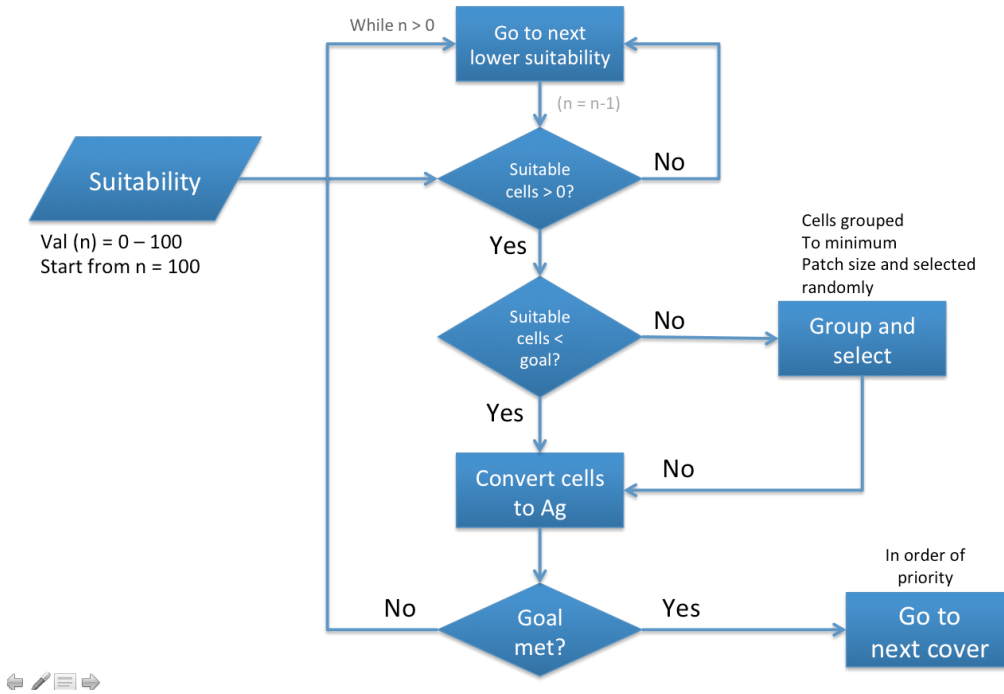 While n > 0
Go to next
lower suitability
(n = n-1)
Suitability
Val (n) = 0 – 100
Start from n = 100
Suitable
cells > 0?
No
Yes
Cells grouped
To minimum
Patch size and selected
randomly
Suitable
cells <
goal?
No
Group and
select
Yes
Convert cells
to Ag
No
Goal
met?
No
Yes
In order of
priority
Go to
next cover